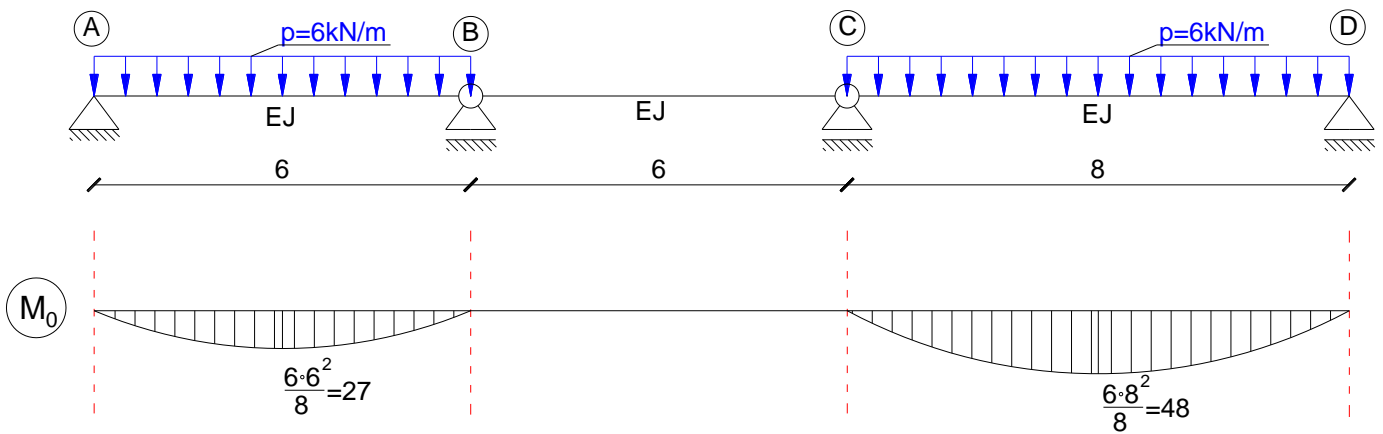 A B C D
p=6kN/m p=6kN/m
EJ EJ EJ
6 6 8
M₀
6·6²/8=27 6·8²/8=48